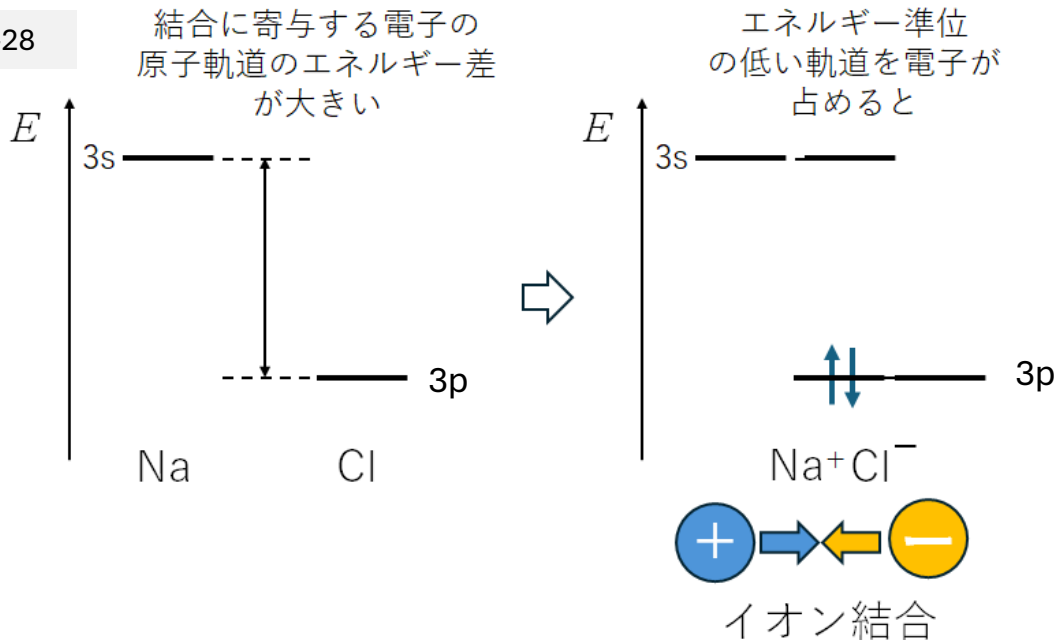 28
結合に寄与する電子の
原子軌道のエネルギー差
が大きい
E
3s
3p
Na
Cl
エネルギー準位
の低い軌道を電子が
占めると
E
3s
3p
Na⁺Cl⁻
+
−
イオン結合